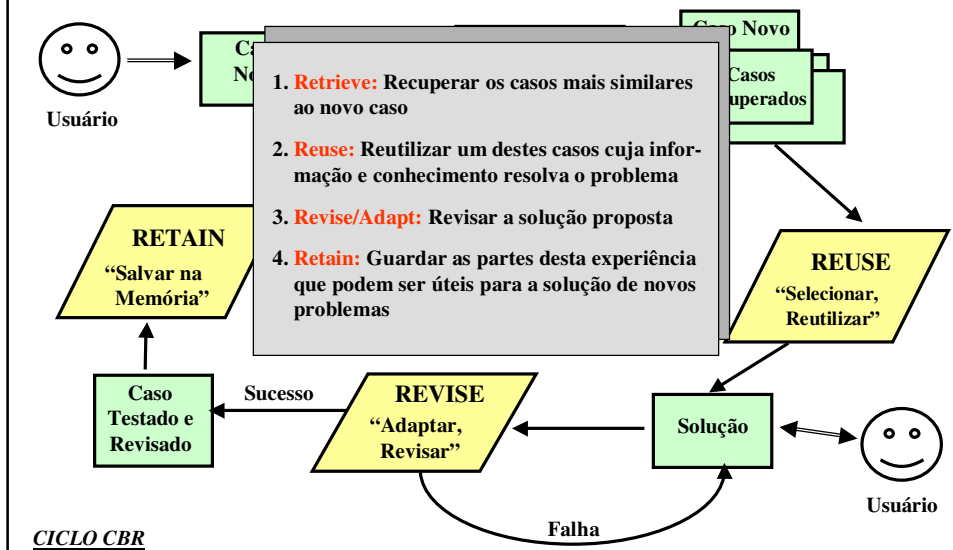 Usuário
Caso Novo
1. Retrieve: Recuperar os casos mais similares
ao novo caso
2. Reuse: Reutilizar um destes casos cuja infor-
mação e conhecimento resolva o problema
3. Revise/Adapt: Revisar a solução proposta
4. Retain: Guardar as partes desta experiência
que podem ser úteis para a solução de novos
problemas
Casos
RETAIN
“Salvar na
Memória”
REUSE
“Selecionar,
Reutilizar”
Caso
Testado e
Revisado
Sucesso
REVISE
“Adaptar,
Revisar”
Solução
Usuário
Falha
CICLO CBR